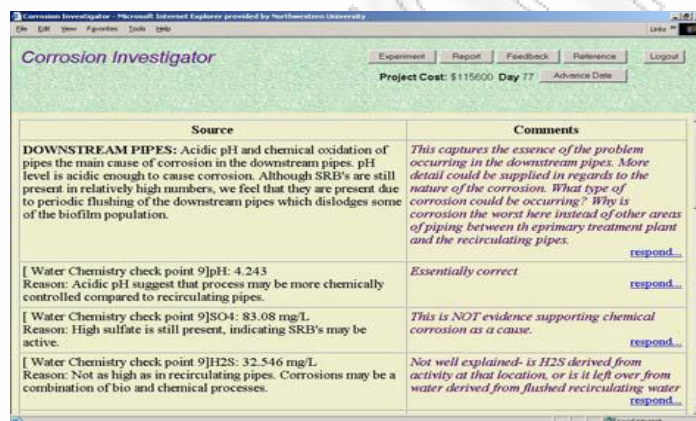 Corrosion Investigator - Microsoft Internet Explorer provided by Northwestern University
File Edit View Favorites Tools Help
Links »
Corrosion Investigator
Experiment Report Feedback Reference Logout
Project Cost: $115600 Day 77 Advance Date
Source Comments
DOWNSTREAM PIPES: Acidic pH and chemical oxidation of
pipes the main cause of corrosion in the downstream pipes. pH
level is acidic enough to cause corrosion. Although SRB's are still
present in relatively high numbers, we feel that they are present due
to periodic flushing of the downstream pipes which dislodges some
of the biofilm population.
This captures the essence of the problem
occurring in the downstream pipes. More
detail could be supplied in regards to the
nature of the corrosion. What type of
corrosion could be occurring? Why is
corrosion the worst here instead of other areas
of piping between th eprimary treatment plant
and the recirculating pipes.
respond...
[ Water Chemistry check point 9]pH: 4.243
Reason: Acidic pH suggest that process may be more chemically
controlled compared to recirculating pipes.
Essentially correct
respond...
[ Water Chemistry check point 9]SO4: 83.08 mg/L
Reason: High sulfate is still present, indicating SRB's may be
active.
This is NOT evidence supporting chemical
corrosion as a cause.
respond...
[ Water Chemistry check point 9]H2S: 32.546 mg/L
Reason: Not as high as in recirculating pipes. Corrosions may be a
combination of bio and chemical processes.
Not well explained- is H2S derived from
activity at that location, or is it left over from
water derived from flushed recirculating water
respond...